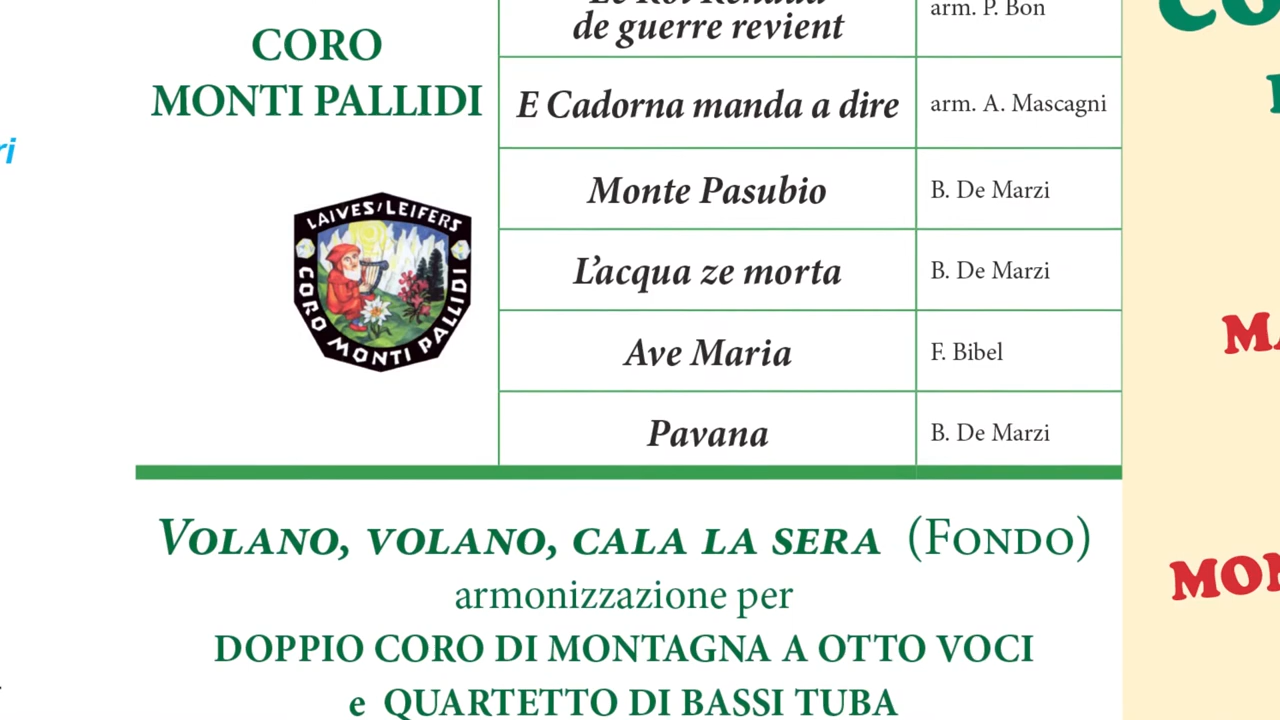 de guerre revient
arm. P. Bon
CORO
MONTI PALLIDI
E Cadorna manda a dire
arm. A. Mascagni
ri
Monte Pasubio
B. De Marzi
LAIVES/LEIFERS
CORO MONTI PALLIDI
L'acqua ze morta
B. De Marzi
Ave Maria
F. Bibel
Pavana
B. De Marzi
VOLANO, VOLANO, CALA LA SERA (FONDO)
armonizzazione per
DOPPIO CORO DI MONTAGNA A OTTO VOCI
e QUARTETTO DI BASSI TUBA